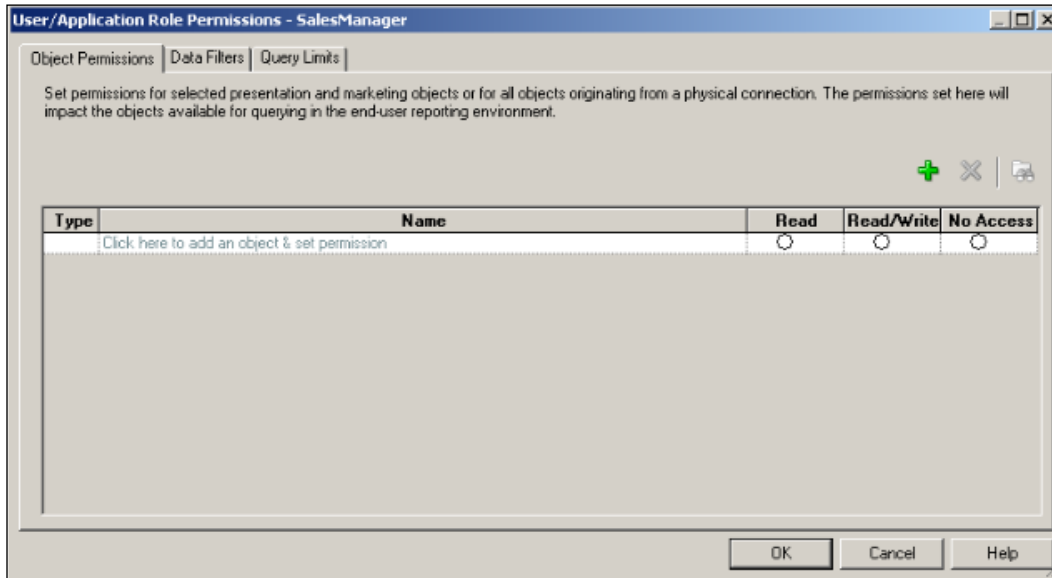 User/Application Role Permissions - SalesManager
Object Permissions Data Filters Query Limits
Set permissions for selected presentation and marketing objects or for all objects originating from a physical connection. The permissions set here will
impact the objects available for querying in the end-user reporting environment.
Type Name Read Read/Write No Access
Click here to add an object & set permission
OK Cancel Help